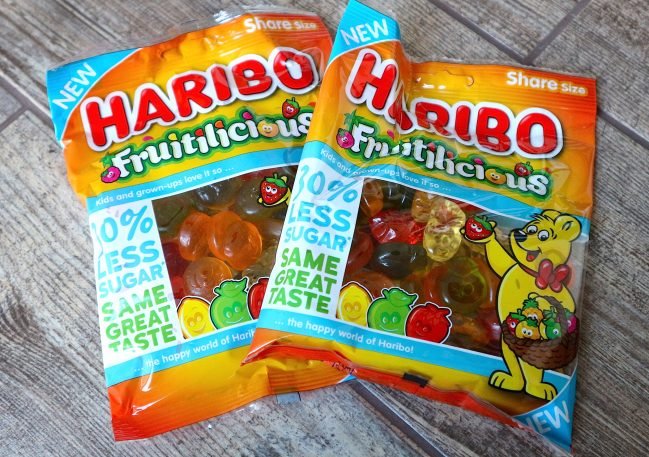 NEW
Share size
HARIBO
Fruitilicious
Kids and grown-ups love it so ...
30%
LESS
SUGAR
SAME
GREAT
TASTE
... the happy world of Haribo!
NEW
Share size
HARIBO
Fruitilicious
Kids and grown-ups love it so ...
30%
LESS
SUGAR
SAME
GREAT
TASTE
... the happy world of Haribo!
NEW